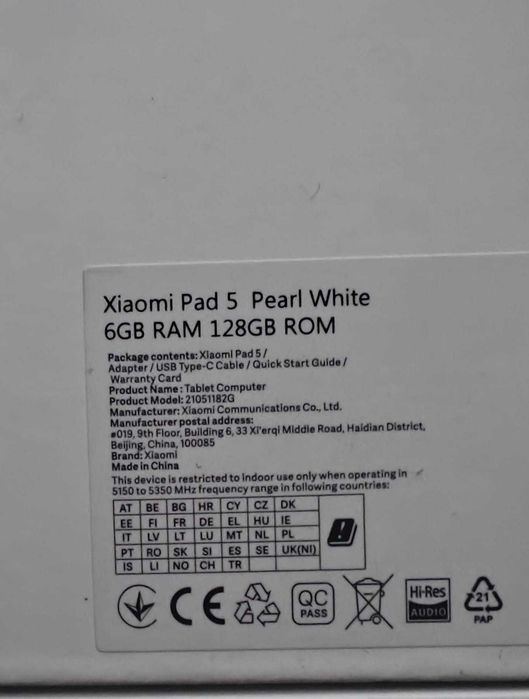 Xiaomi Pad 5 Pearl White
6GB RAM 128GB ROM
Package contents: Xiaomi Pad 5 /
Adapter / USB Type-C Cable / Quick Start Guide /
Warranty Card
Product Name: Tablet Computer
Product Model: 21051182G
Manufacturer: Xiaomi Communications Co., Ltd.
Manufacturer postal address:
#019, 9th Floor, Building 6, 33 Xi'erqi Middle Road, Haidian District,
Beijing, China, 100085
Brand: Xiaomi
Made in China
This device is restricted to indoor use only when operating in
5150 to 5350 MHz frequency range in following countries:
AT BE BG HR CY CZ DK
EE FI FR DE EL HU IE
IT LV LT LU MT NL PL
PT RO SK SI ES SE UK(NI)
IS LI NO CH TR
CE QC PASS Hi-Res AUDIO 21 PAP